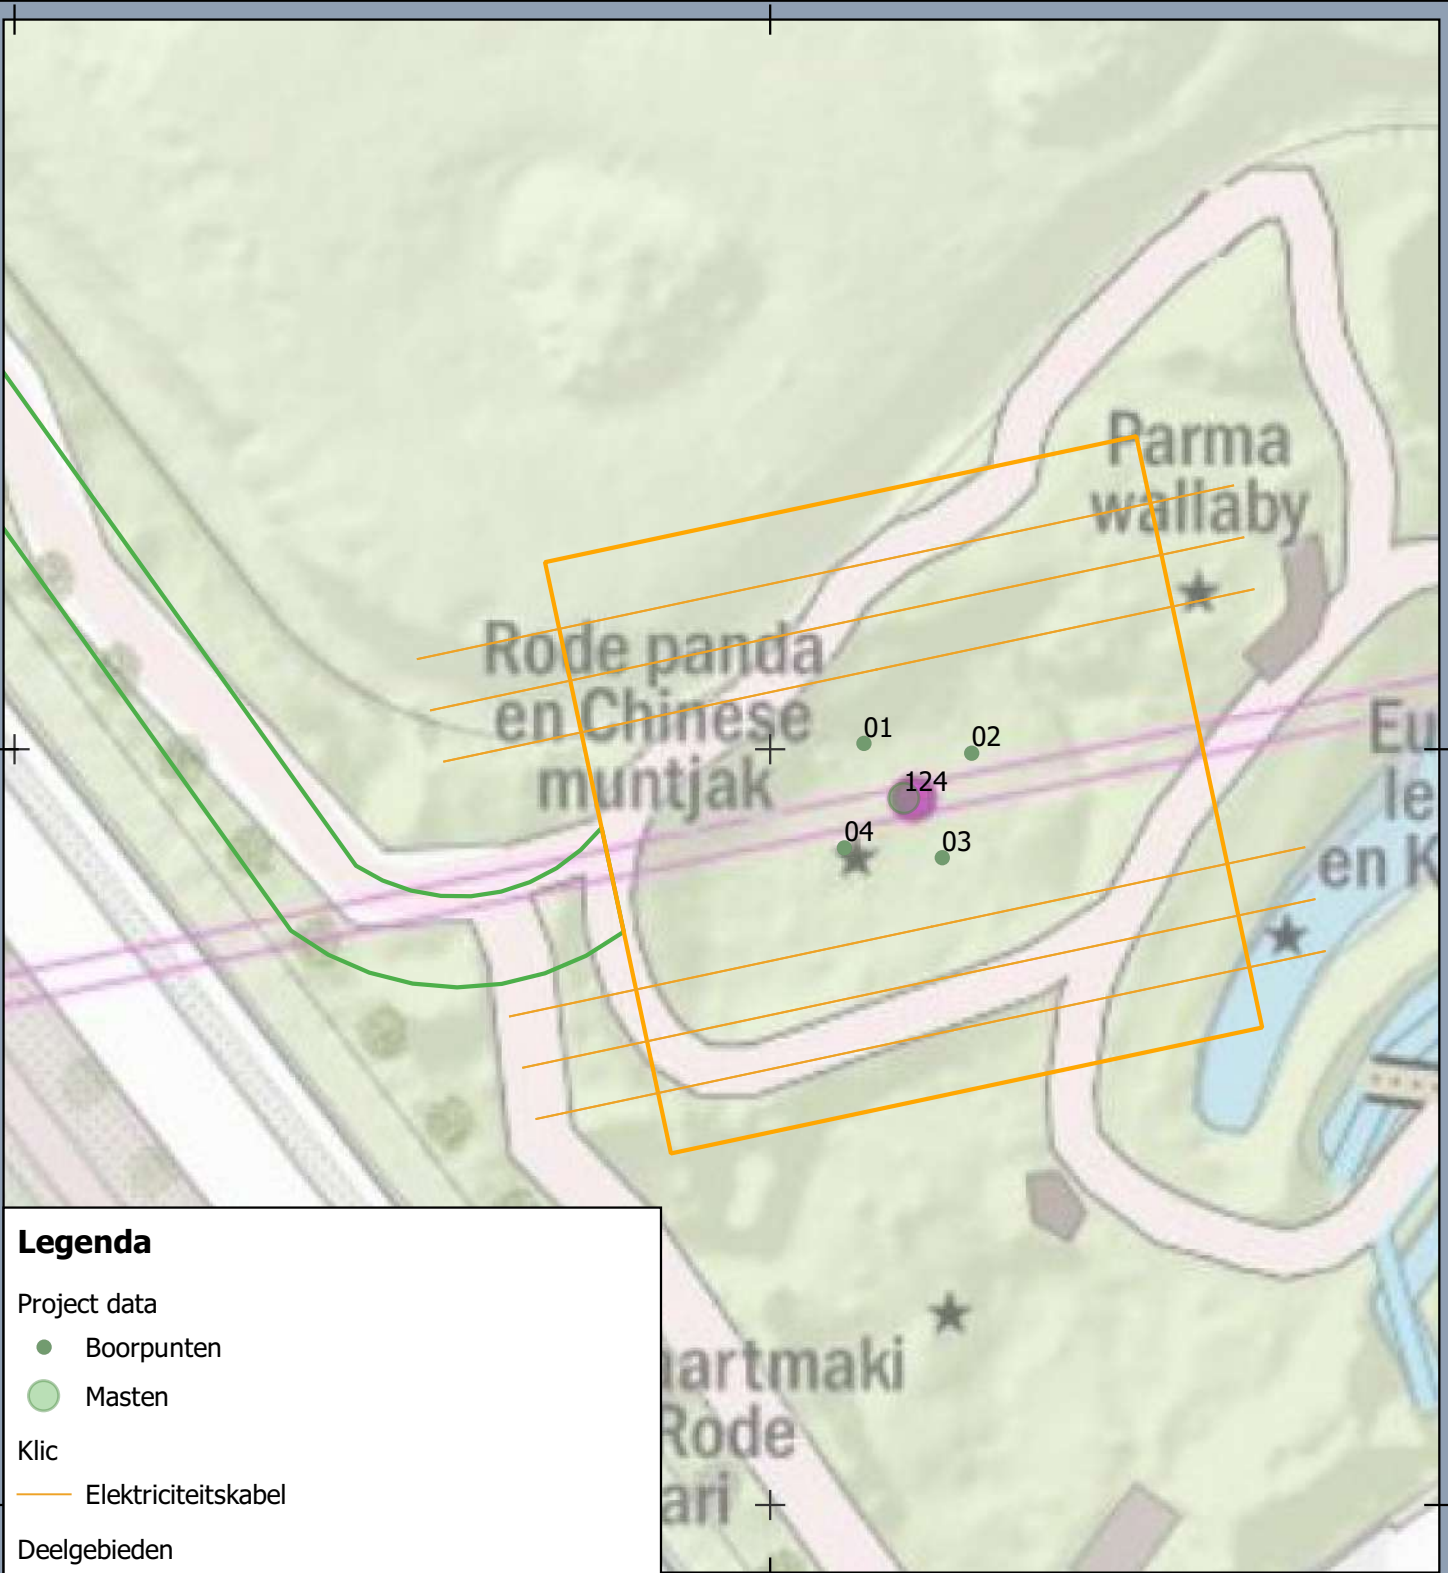 Parma
wallaby
Rode panda
en Chinese
muntjak
01
02
124
04
03
Eu
le
en K
Legenda
Project data
Boorpunten
Masten
Klic
Elektriciteitskabel
Deelgebieden
artmaki
Rode
ari